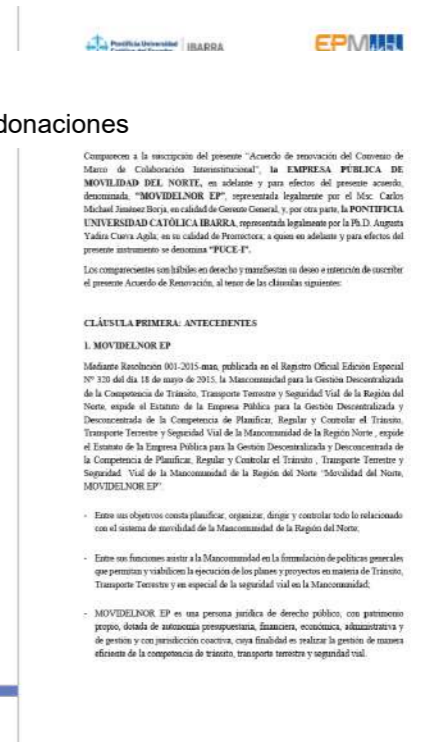 Pontificia Universidad
Católica del Ecuador
IBARRA
EPM
donaciones
Comparecen a la suscripción del presente "Acuerdo de renovación del Convenio de
Marco de Colaboración Interinstitucional", la EMPRESA PÚBLICA DE
MOVILIDAD DEL NORTE, en adelante y para efectos del presente acuerdo,
denominada, "MOVIDELNOR EP", representada legalmente por el Msc. Carlos
Michael Jiménez Borja, en calidad de Gerente General, y, por otra parte, la PONTIFICIA
UNIVERSIDAD CATÓLICA IBARRA, representada legalmente por la Ph.D. Augusta
Yadira Cueva Agila, en su calidad de Prorrectora; a quien en adelante y para efectos del
presente instrumento se denomina "PUCE-I".
Los comparecientes son hábiles en derecho y manifiestan su deseo e intención de suscribir
el presente Acuerdo de Renovación, al tenor de las cláusulas siguientes:
CLÁUSULA PRIMERA: ANTECEDENTES
1. MOVIDELNOR EP
Mediante Resolución 001-2015-man, publicada en el Registro Oficial Edición Especial
Nº 320 del día 18 de mayo de 2015, la Mancomunidad para la Gestión Descentralizada
de la Competencia de Tránsito, Transporte Terrestre y Seguridad Vial de la Región del
Norte, expide el Estatuto de la Empresa Pública para la Gestión Descentralizada y
Desconcentrada de la Competencia de Planificar, Regular y Controlar el Tránsito,
Transporte Terrestre y Seguridad Vial de la Mancomunidad de la Región Norte , expide
el Estatuto de la Empresa Pública para la Gestión Descentralizada y Desconcentrada de
la Competencia de Planificar, Regular y Controlar el Tránsito , Transporte Terrestre y
Seguridad. Vial de la Mancomunidad de la Región del Norte "Movilidad del Norte,
MOVIDELNOR EP".
- Entre sus objetivos consta planificar, organizar, dirigir y controlar todo lo relacionado
con el sistema de movilidad de la Mancomunidad de la Región del Norte;
- Entre sus funciones asistir a la Mancomunidad en la formulación de políticas generales
que permitan y viabilicen la ejecución de los planes y proyectos en materia de Tránsito,
Transporte Terrestre y en especial de la seguridad vial en la Mancomunidad;
- MOVIDELNOR EP es una persona jurídica de derecho público, con patrimonio
propio, dotada de autonomía presupuestaria, financiera, económica, administrativa y
de gestión y con jurisdicción coactiva, cuya finalidad es realizar la gestión de manera
eficiente de la competencia de tránsito, transporte terrestre y seguridad vial.